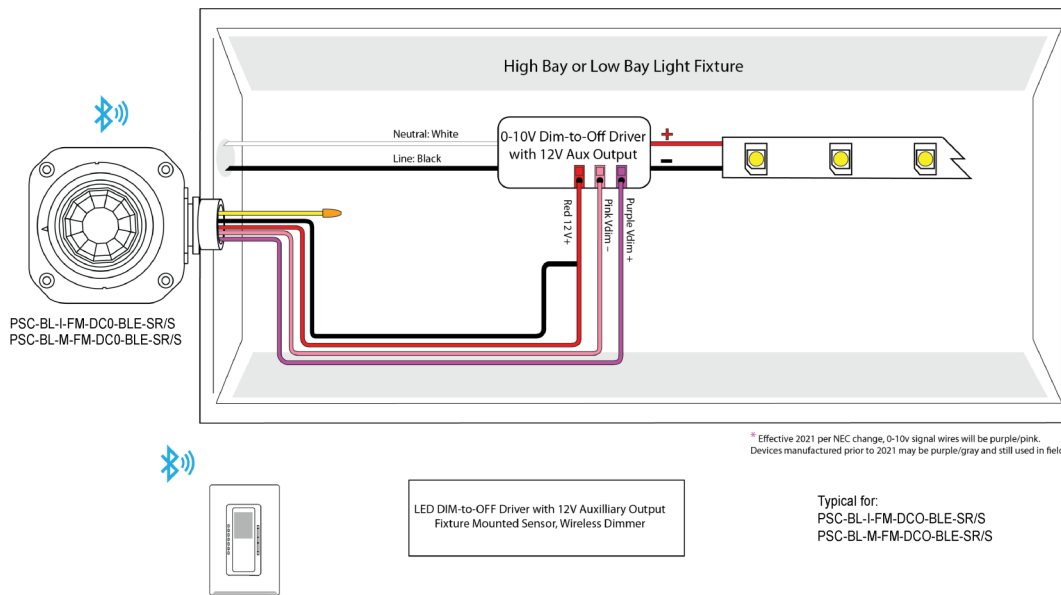 High Bay or Low Bay Light Fixture
Neutral: White
Line: Black
0-10V Dim-to-Off Driver
with 12V Aux Output
+
-
Red 12 V+
Pink Vdim -
Purple Vdim +
PSC-BL-I-FM-DC0-BLE-SR/S
PSC-BL-M-FM-DC0-BLE-SR/S
* Effective 2021 per NEC change, 0-10v signal wires will be purple/pink.
Devices manufactured prior to 2021 may be purple/gray and still used in field
LED DIM-to-OFF Driver with 12V Auxilliary Output
Fixture Mounted Sensor, Wireless Dimmer
Typical for:
PSC-BL-I-FM-DCO-BLE-SR/S
PSC-BL-M-FM-DCO-BLE-SR/S